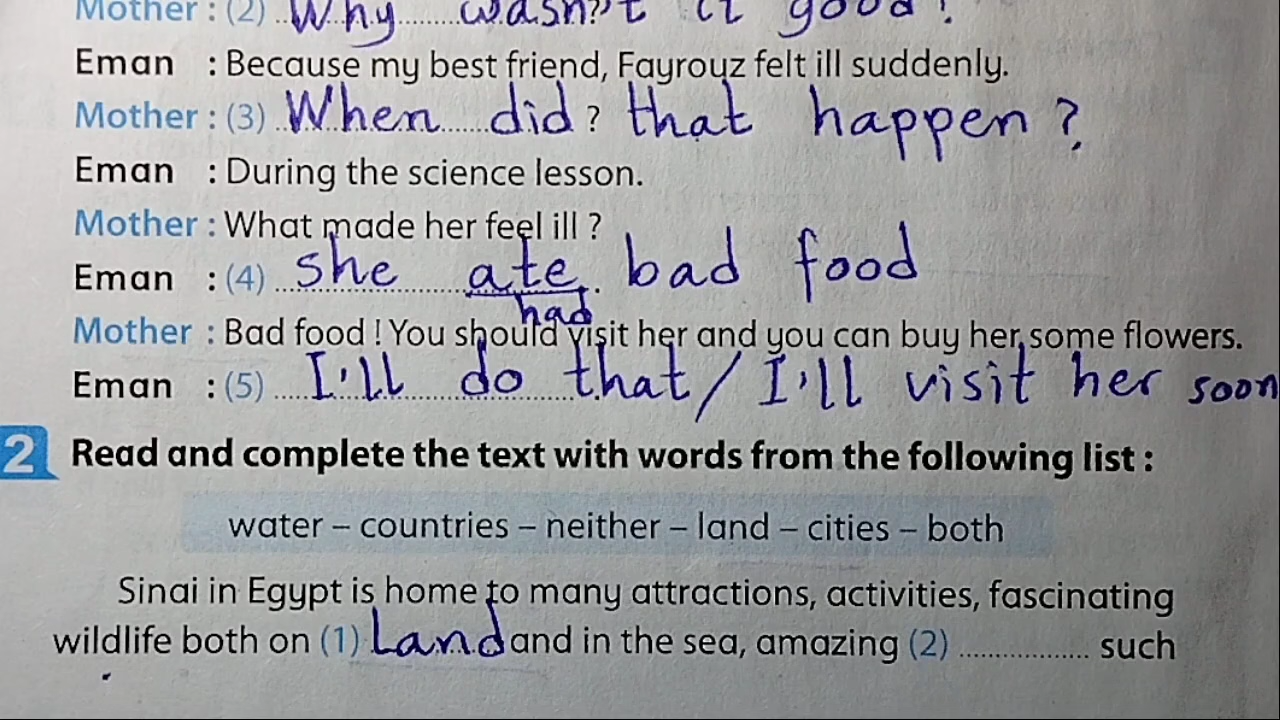 Mother : (2) Why wasn't it good?
Eman : Because my best friend, Fayrouz felt ill suddenly.
Mother : (3) When did ? that happen ?
Eman : During the science lesson.
Mother : What made her feel ill ?
Eman : (4) she ate bad food
had
Mother : Bad food ! You should visit her and you can buy her some flowers.
Eman : (5) I'll do that / I'll visit her soon
2 Read and complete the text with words from the following list :
water – countries – neither – land – cities – both
Sinai in Egypt is home to many attractions, activities, fascinating
wildlife both on (1) Land and in the sea, amazing (2) ................. such